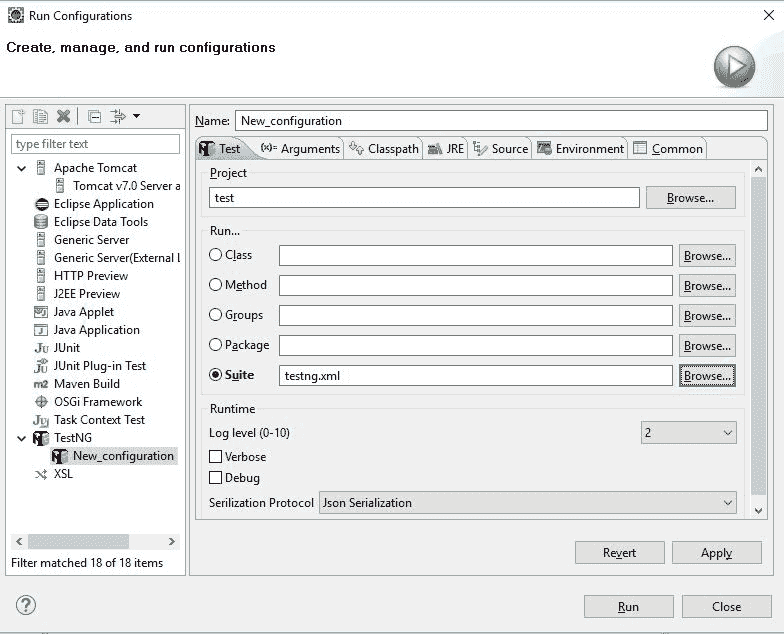 Run Configurations
Create, manage, and run configurations
type filter text
Apache Tomcat
Tomcat v7.0 Server a
Eclipse Application
Eclipse Data Tools
Generic Server
Generic Server(External L
HTTP Preview
J2EE Preview
Java Applet
Java Application
Ju JUnit
JUnit Plug-in Test
m2 Maven Build
OSGi Framework
Task Context Test
TestNG
New_configuration
XSL
Filter matched 18 of 18 items
Name: New_configuration
Test (x)= Arguments Classpath JRE Source Environment Common
Project
test Browse...
Run...
Class Browse...
Method Browse...
Groups Browse...
Package Browse...
Suite testng.xml Browse...
Runtime
Log level (0-10) 2
Verbose
Debug
Serilization Protocol Json Serialization
Revert Apply
? Run Close